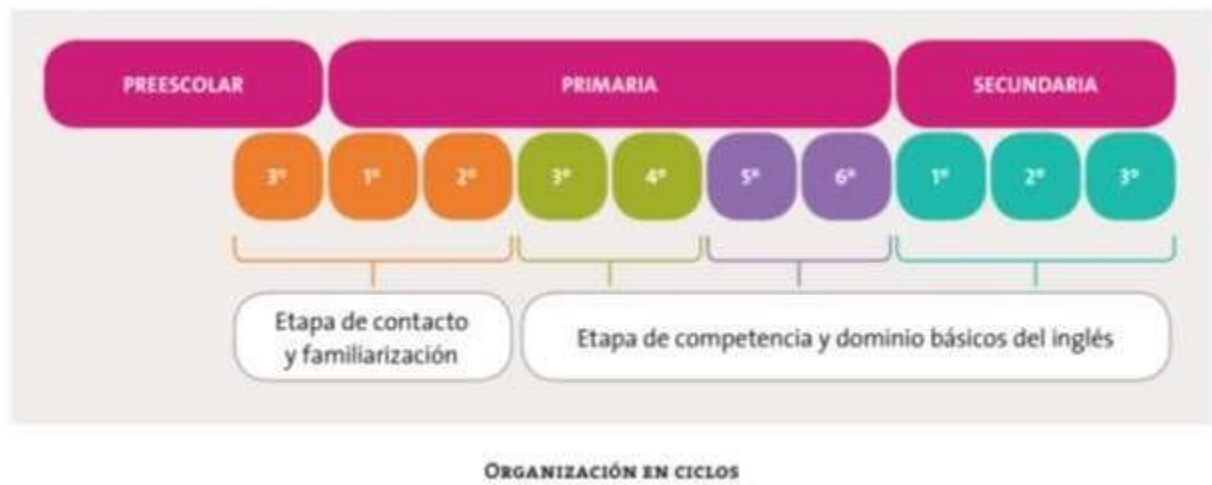 PREESCOLAR
PRIMARIA
SECUNDARIA
3° 1° 2° 3° 4° 5° 6° 1° 2° 3°
Etapa de contacto
y familiarización
Etapa de competencia y dominio básicos del inglés
ORGANIZACIÓN EN CICLOS